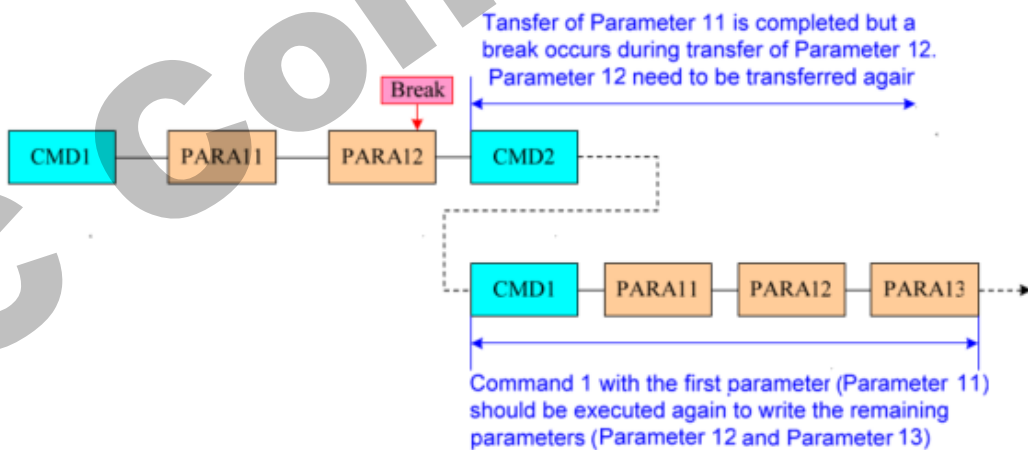 Tansfer of Parameter 11 is completed but a
break occurs during transfer of Parameter 12.
Parameter 12 need to be transferred again
Break
CMD1
PARA11
PARA12
CMD2
CMD1
PARA11
PARA12
PARA13
Command 1 with the first parameter (Parameter 11)
should be executed again to write the remaining
parameters (Parameter 12 and Parameter 13)